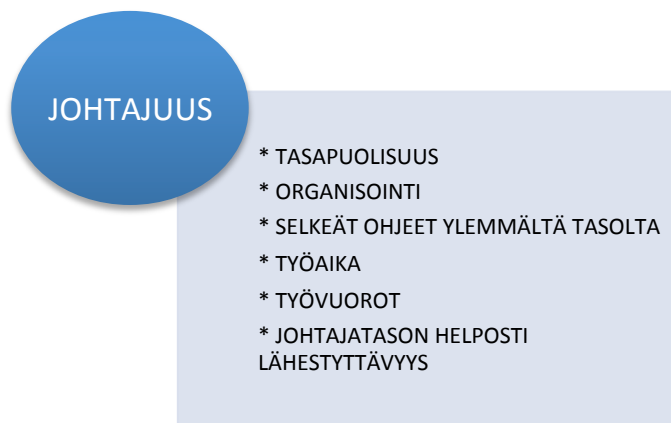 JOHTAJUUS
* TASAPUOLISUUS
* ORGANISOINTI
* SELKEÄT OHJEET YLEMMÄLTÄ TASOLTA
* TYÖAIKA
* TYÖVUOROT
* JOHTAJATASON HELPOSTI
LÄHESTYTTÄVYYS